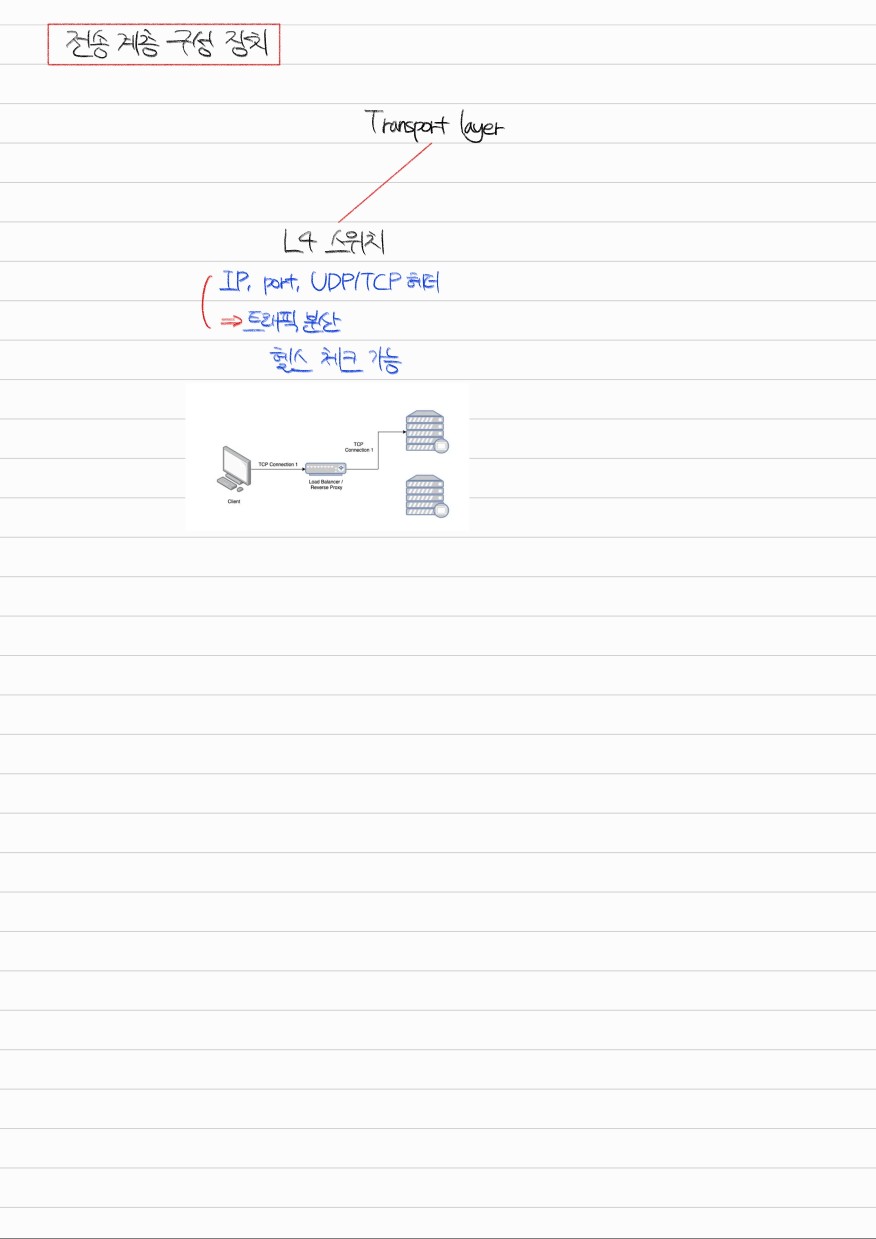 전송 계층 구성 장치
Transport layer
L4 스위치
IP, port, UDP/TCP 헤더
⇒ 트래픽 분산
헬스 체크 가능
TCP Connection 1
TCP
Connection 1
Load Balancer /
Reverse Proxy
Client